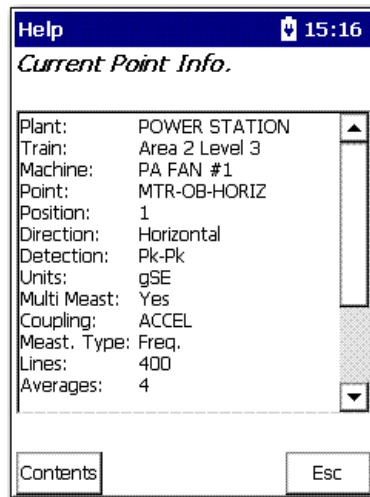 Help 15:16
Current Point Info.
Plant: POWER STATION
Train: Area 2 Level 3
Machine: PA FAN #1
Point: MTR-OB-HORIZ
Position: 1
Direction: Horizontal
Detection: Pk-Pk
Units: gSE
Multi Meast: Yes
Coupling: ACCEL
Meast. Type: Freq.
Lines: 400
Averages: 4
Contents Esc